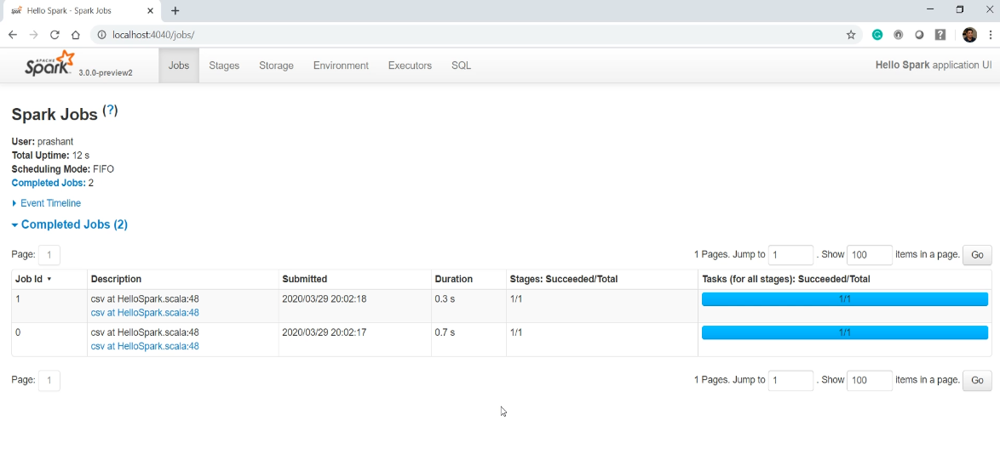 Hello Spark - Spark Jobs
localhost:4040/jobs/
APACHE Spark 3.0.0-preview2 Jobs Stages Storage Environment Executors SQL Hello Spark application UI
Spark Jobs (?)
User: prashant
Total Uptime: 12 s
Scheduling Mode: FIFO
Completed Jobs: 2
Event Timeline
Completed Jobs (2)
Page: 1 1 Pages. Jump to 1 . Show 100 items in a page. Go
Job Id Description Submitted Duration Stages: Succeeded/Total Tasks (for all stages): Succeeded/Total
1 csv at HelloSpark.scala:48 2020/03/29 20:02:18 0.3 s 1/1 1/1
csv at HelloSpark.scala:48
0 csv at HelloSpark.scala:48 2020/03/29 20:02:17 0.7 s 1/1 1/1
csv at HelloSpark.scala:48
Page: 1 1 Pages. Jump to 1 . Show 100 items in a page. Go